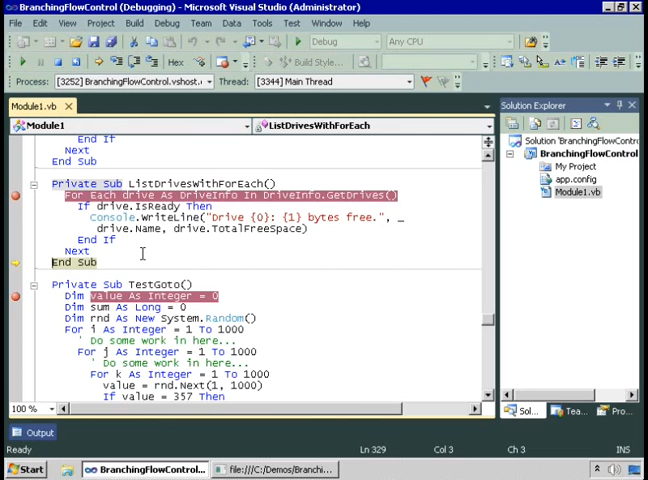 BranchingFlowControl (Debugging) - Microsoft Visual Studio
File Edit View Project Build Debug Team Data Tools Test Window Help
Debug Any CPU
Hex Build Style...
Process: [3252] BranchingFlowControl.vshost. Thread: [3344] Main Thread
Module1.vb
Solution Explorer
Module1 ListDrivesWithForEach
End If
Next
End Sub
Private Sub ListDrivesWithForEach()
For Each drive As DriveInfo In DriveInfo.GetDrives()
If drive.IsReady Then
Console.WriteLine("Drive {0}: {1} bytes free.", _
drive.Name, drive.TotalFreeSpace)
End If
Next
End Sub
Private Sub TestGoto()
Dim value As Integer = 0
Dim sum As Long = 0
Dim rnd As New System.Random()
For i As Integer = 1 To 1000
' Do some work in here...
For j As Integer = 1 To 1000
' Do some work in here...
For k As Integer = 1 To 1000
value = rnd.Next(1, 1000)
If value = 357 Then
Solution 'BranchingFlowControl
BranchingFlowControl
My Project
app.config
Module1.vb
100 %
Sol... Tea... Pro...
Output
Ready Ln 329 Col 3 Ch 3 INS
Start BranchingFlowControl... file:///C:/Demos/Branchi...